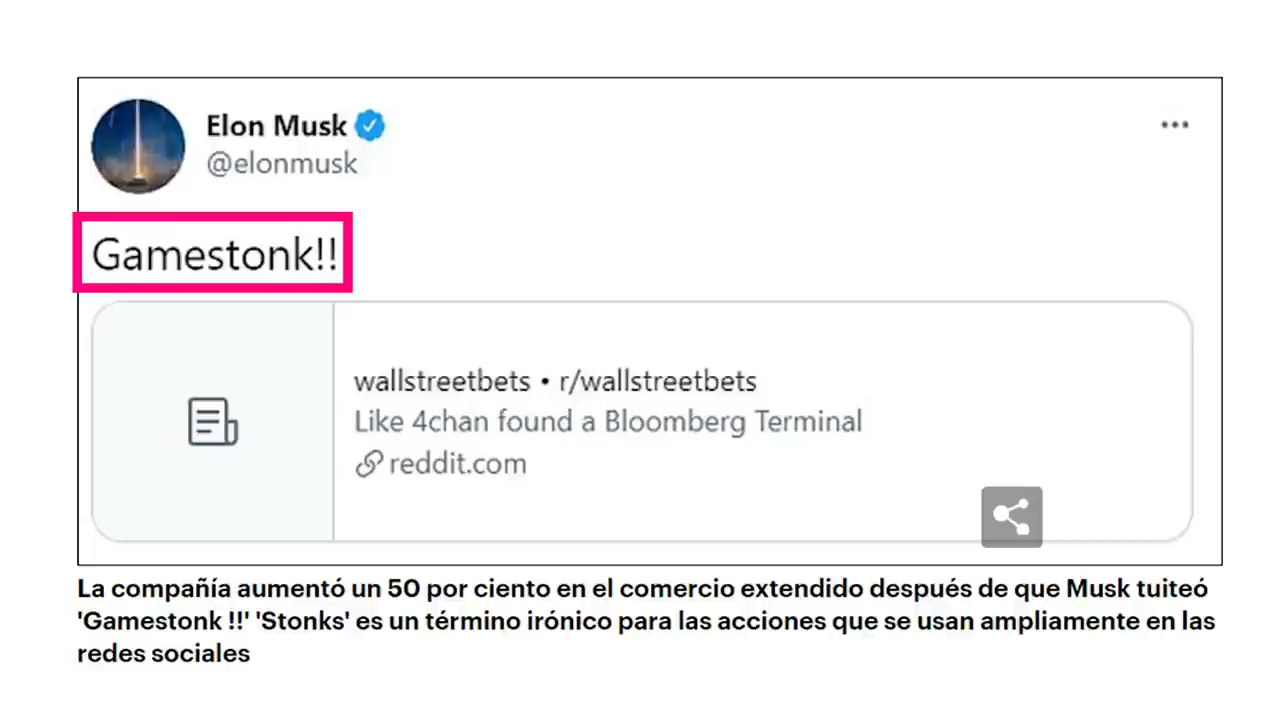 Elon Musk
@elonmusk
Gamestonk!!
wallstreetbets • r/wallstreetbets
Like 4chan found a Bloomberg Terminal
reddit.com
La compañía aumentó un 50 por ciento en el comercio extendido después de que Musk tuiteó
'Gamestonk !!' 'Stonks' es un término irónico para las acciones que se usan ampliamente en las
redes sociales